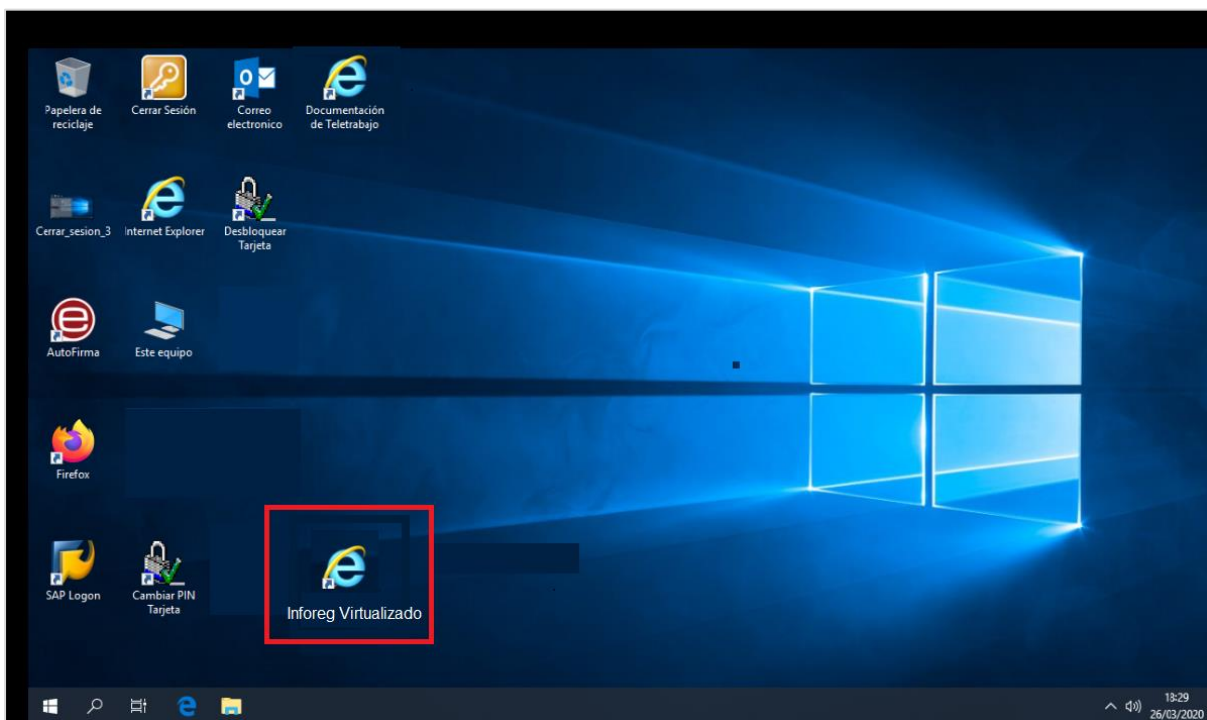 Papelera de
reciclaje
Cerrar Sesión
Correo
electronico
Documentación
de Teletrabajo
Cerrar_sesion_3
Internet Explorer
Desbloquear
Tarjeta
AutoFirma
Este equipo
Firefox
SAP Logon
Cambiar PIN
Tarjeta
Inforeg Virtualizado
18:29
26/03/2020